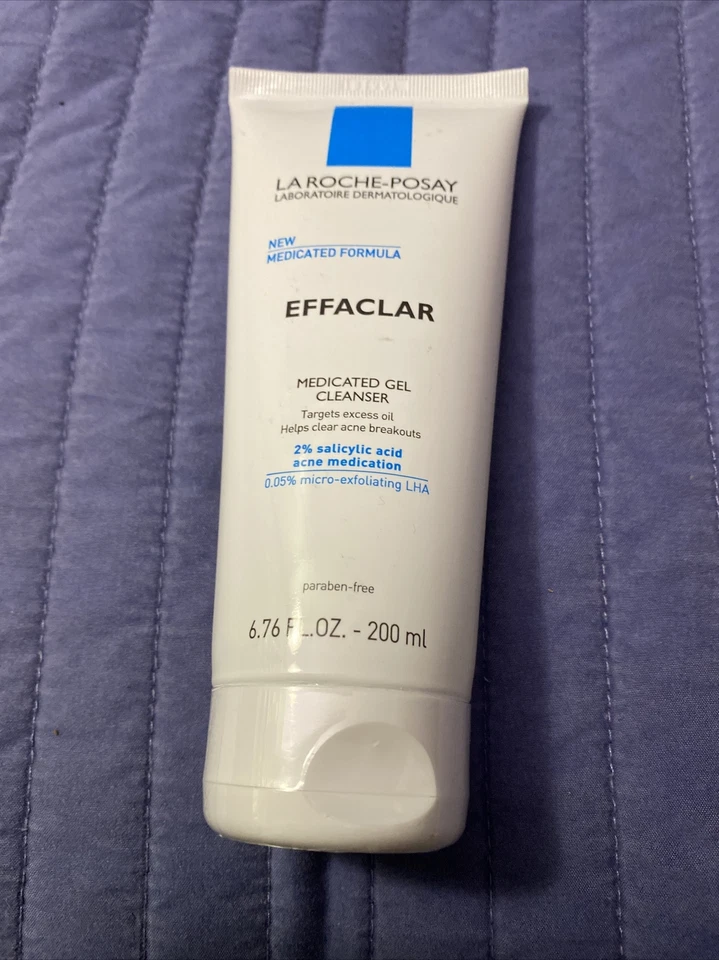 LA ROCHE-POSAY
LABORATOIRE DERMATOLOGIQUE
NEW
MEDICATED FORMULA
EFFACLAR
MEDICATED GEL
CLEANSER
Targets excess oil
Helps clear acne breakouts
2% salicylic acid
acne medication
0.05% micro-exfoliating LHA
paraben-free
6.76 FL.OZ. - 200 ml